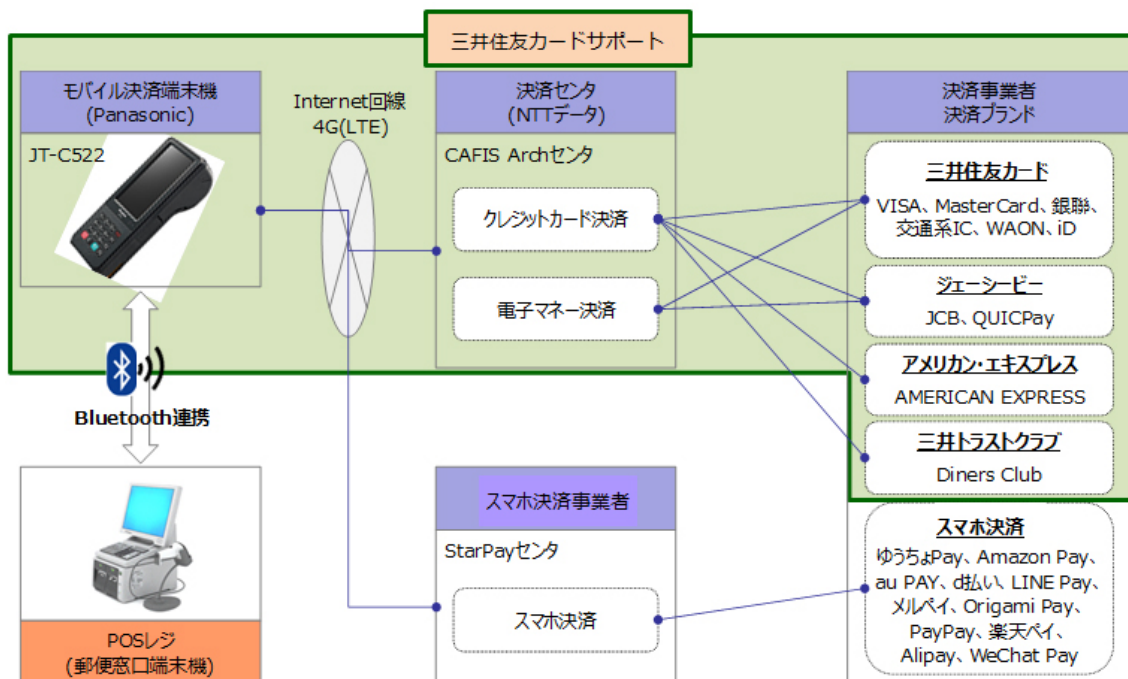 三井住友カードサポート
モバイル決済端末機
(Panasonic)
JT-C522
Internet回線
4G(LTE)
決済センタ
(NTTデータ)
CAFIS Archセンタ
クレジットカード決済
電子マネー決済
決済事業者
決済ブランド
三井住友カード
VISA、MasterCard、銀聯、
交通系IC、WAON、iD
ジェーシービー
JCB、QUICPay
アメリカン・エキスプレス
AMERICAN EXPRESS
三井トラストクラブ
Diners Club
Bluetooth連携
POSレジ
(郵便窓口端末機)
スマホ決済事業者
StarPayセンタ
スマホ決済
スマホ決済
ゆうちょPay、Amazon Pay、
au PAY、d払い、LINE Pay、
メルペイ、Origami Pay、
PayPay、楽天ペイ、
Alipay、WeChat Pay